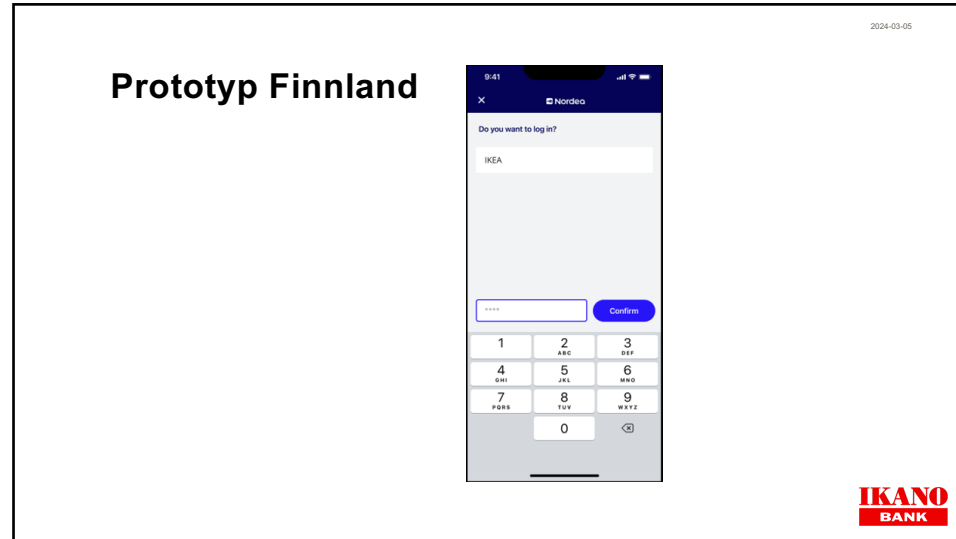 2024-03-05
Prototyp Finnland
9:41
Nordea
Do you want to log in?
IKEA
****
Confirm
1 2 3
ABC DEF
4 5 6
GHI JKL MNO
7 8 9
PQRS TUV WXYZ
0
IKANO
BANK